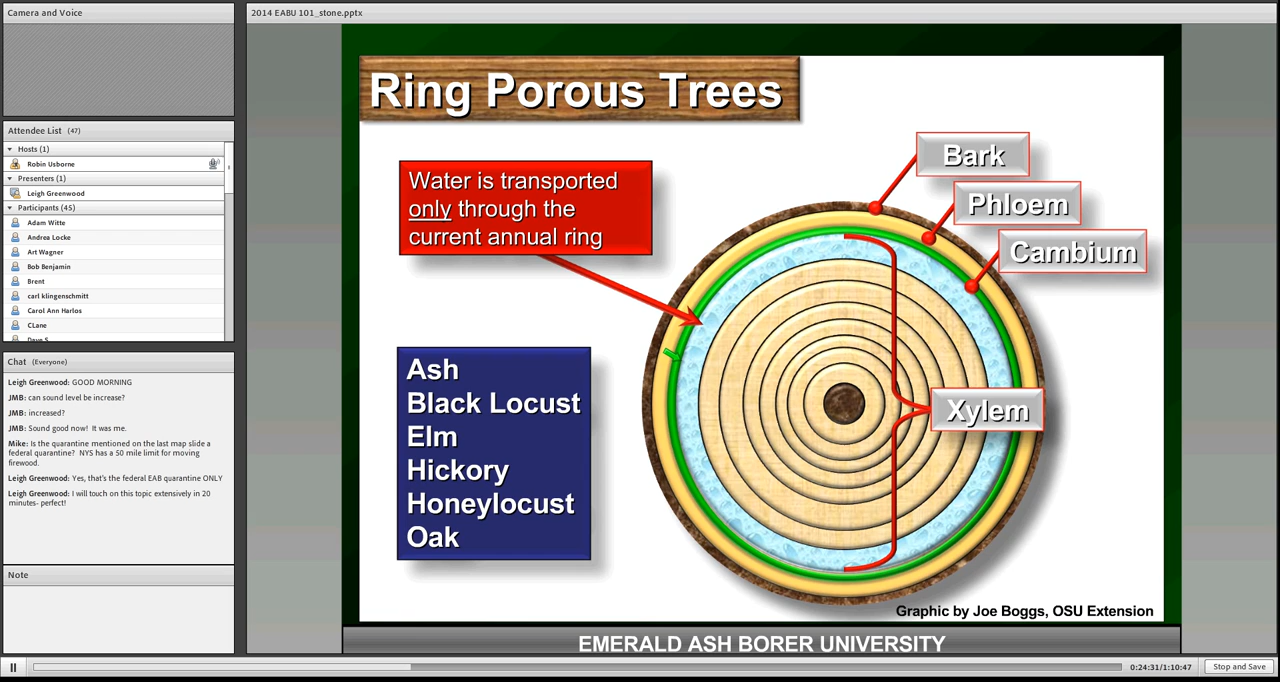 Camera and Voice
Attendee List (47)
Hosts (1)
Robin Usborne
Presenters (1)
Leigh Greenwood
Participants (45)
Adam Witte
Andrea Locke
Art Wagner
Bob Benjamin
Brent
carl klingenschmitt
Carol Ann Harlos
CLane
Dave S
Chat (Everyone)
Leigh Greenwood: GOOD MORNING
JMB: can sound level be increase?
JMB: increased?
JMB: Sound good now! It was me.
Mike: Is the quarantine mentioned on the last map slide a
federal quarantine? NYS has a 50 mile limit for moving
firewood.
Leigh Greenwood: Yes, that's the federal EAB quarantine ONLY
Leigh Greenwood: I will touch on this topic extensively in 20
minutes- perfect!
Note
2014 EABU 101_stone.pptx
Ring Porous Trees
Water is transported
only through the
current annual ring
Bark
Phloem
Cambium
Xylem
Ash
Black Locust
Elm
Hickory
Honeylocust
Oak
Graphic by Joe Boggs, OSU Extension
EMERALD ASH BORER UNIVERSITY
0:24:31/1:10:47
Stop and Save